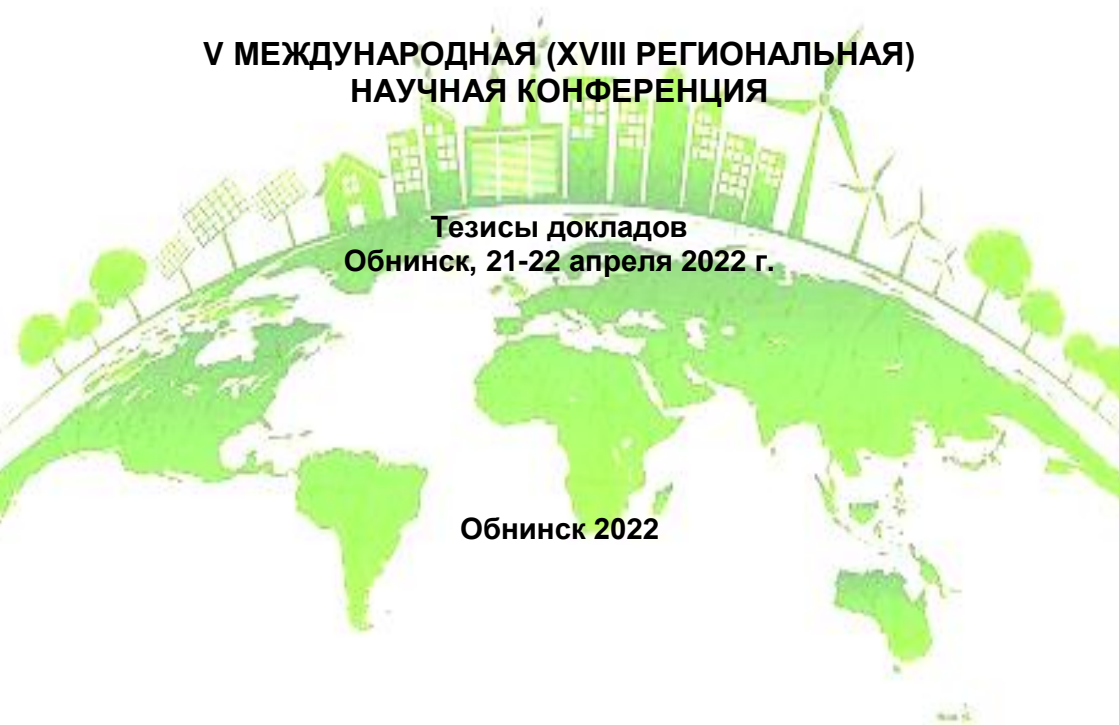 V МЕЖДУНАРОДНАЯ (XVIII РЕГИОНАЛЬНАЯ)
НАУЧНАЯ КОНФЕРЕНЦИЯ
Тезисы докладов
Обнинск, 21-22 апреля 2022 г.
Обнинск 2022